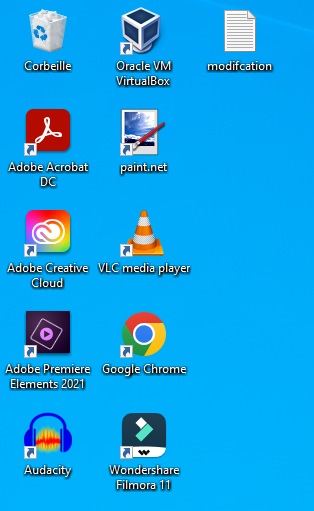 Corbeille
Oracle VM
VirtualBox
modifcation
Adobe Acrobat
DC
paint.net
Adobe Creative
Cloud
VLC media player
Adobe Premiere
Elements 2021
Google Chrome
Audacity
Wondershare
Filmora 11